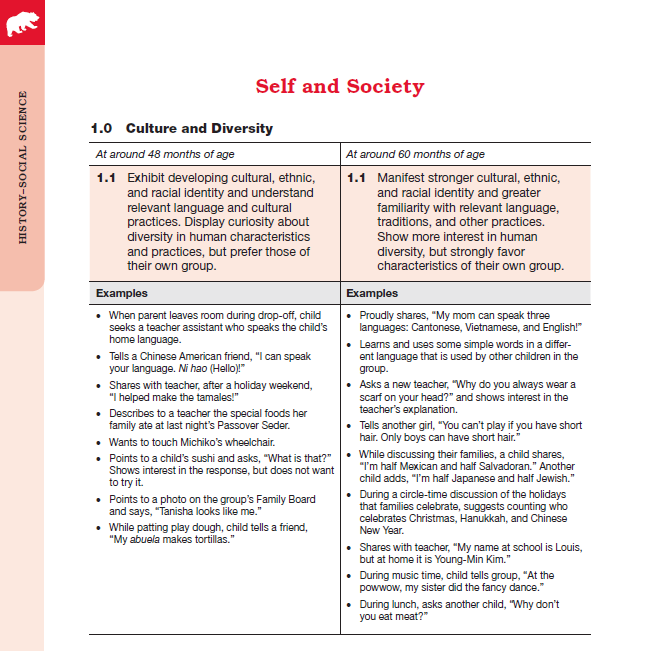 HISTORY–SOCIAL SCIENCE
Self and Society
1.0 Culture and Diversity
At around 48 months of age
1.1 Exhibit developing cultural, ethnic,
and racial identity and understand
relevant language and cultural
practices. Display curiosity about
diversity in human characteristics
and practices, but prefer those of
their own group.
Examples
• When parent leaves room during drop-off, child
seeks a teacher assistant who speaks the child’s
home language.
• Tells a Chinese American friend, “I can speak
your language. Ni hao (Hello)!”
• Shares with teacher, after a holiday weekend,
“I helped make the tamales!”
• Describes to a teacher the special foods her
family ate at last night’s Passover Seder.
• Wants to touch Michiko’s wheelchair.
• Points to a child’s sushi and asks, “What is that?”
Shows interest in the response, but does not want
to try it.
• Points to a photo on the group’s Family Board
and says, “Tanisha looks like me.”
• While patting play dough, child tells a friend,
“My abuela makes tortillas.”
At around 60 months of age
1.1 Manifest stronger cultural, ethnic,
and racial identity and greater
familiarity with relevant language,
traditions, and other practices.
Show more interest in human
diversity, but strongly favor
characteristics of their own group.
Examples
• Proudly shares, “My mom can speak three
languages: Cantonese, Vietnamese, and English!”
• Learns and uses some simple words in a differ-
ent language that is used by other children in the
group.
• Asks a new teacher, “Why do you always wear a
scarf on your head?” and shows interest in the
teacher’s explanation.
• Tells another girl, “You can’t play if you have short
hair. Only boys can have short hair.”
• While discussing their families, a child shares,
“I’m half Mexican and half Salvadoran.” Another
child adds, “I’m half Japanese and half Jewish.”
• During a circle-time discussion of the holidays
that families celebrate, suggests counting who
celebrates Christmas, Hanukkah, and Chinese
New Year.
• Shares with teacher, “My name at school is Louis,
but at home it is Young-Min Kim.”
• During music time, child tells group, “At the
powwow, my sister did the fancy dance.”
• During lunch, asks another child, “Why don’t
you eat meat?”